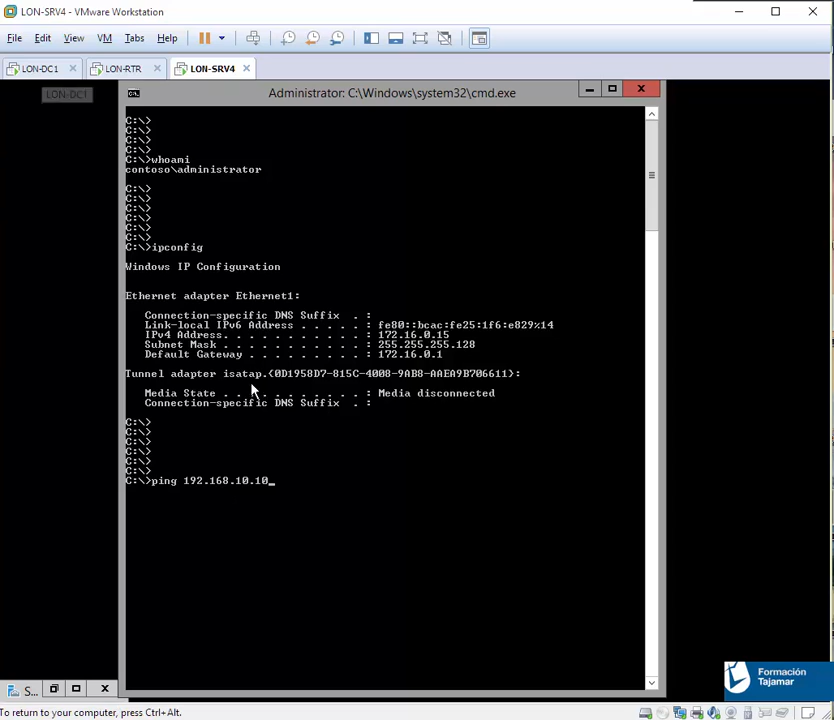 LON-SRV4 - VMware Workstation
File Edit View VM Tabs Help
LON-DC1 LON-RTR LON-SRV4
LON-DC1
Administrator: C:\Windows\system32\cmd.exe
C:\>
C:\>
C:\>
C:\>
C:\>whoami
contoso\administrator
C:\>
C:\>
C:\>
C:\>
C:\>
C:\>
C:\>ipconfig
Windows IP Configuration
Ethernet adapter Ethernet1:
Connection-specific DNS Suffix . :
Link-local IPv6 Address . . . . . : fe80::bcac:fe25:1f6:e829%14
IPv4 Address. . . . . . . . . . . : 172.16.0.15
Subnet Mask . . . . . . . . . . . : 255.255.255.128
Default Gateway . . . . . . . . . : 172.16.0.1
Tunnel adapter isatap.{0D1958D7-815C-4008-9AB8-AAEA9B706611}:
Media State . . . . . . . . . . . : Media disconnected
Connection-specific DNS Suffix . :
C:\>
C:\>
C:\>
C:\>
C:\>
C:\>
C:\>ping 192.168.10.10_
S...
Formación
Tajamar
To return to your computer, press Ctrl+Alt.